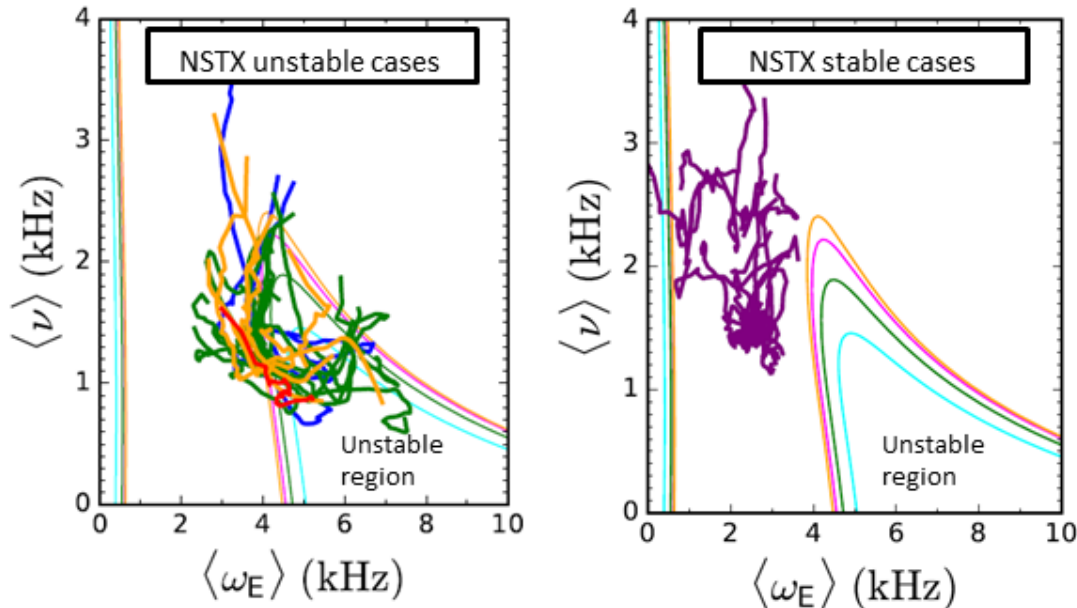 NSTX unstable cases
4
3
2
1
0
⟨ν⟩ (kHz)
Unstable
region
0 2 4 6 8 10
⟨ωE⟩ (kHz)
NSTX stable cases
4
3
2
1
0
⟨ν⟩ (kHz)
Unstable
region
0 2 4 6 8 10
⟨ωE⟩ (kHz)